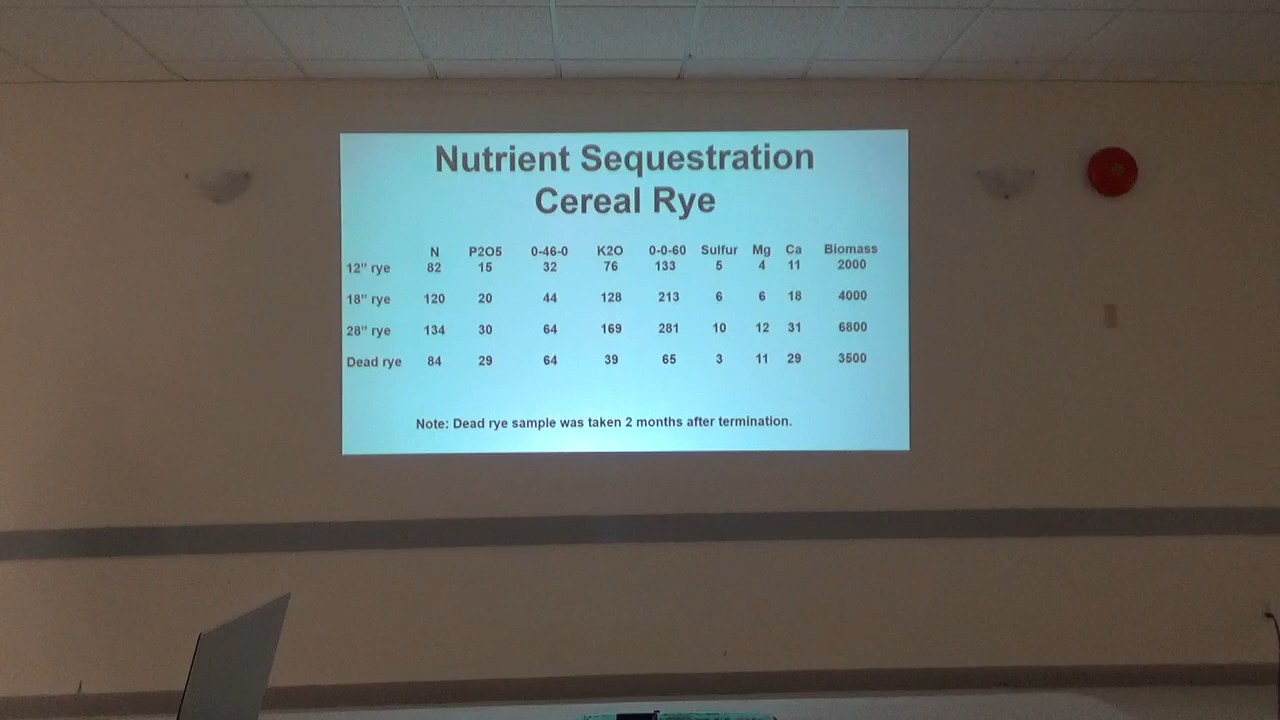 Nutrient Sequestration
Cereal Rye
N P2O5 0-46-0 K2O 0-0-60 Sulfur Mg Ca Biomass
12" rye 82 15 32 76 133 5 4 11 2000
18" rye 120 20 44 128 213 6 6 18 4000
28" rye 134 30 64 169 281 10 12 31 6800
Dead rye 84 29 64 39 65 3 11 29 3500
Note: Dead rye sample was taken 2 months after termination.